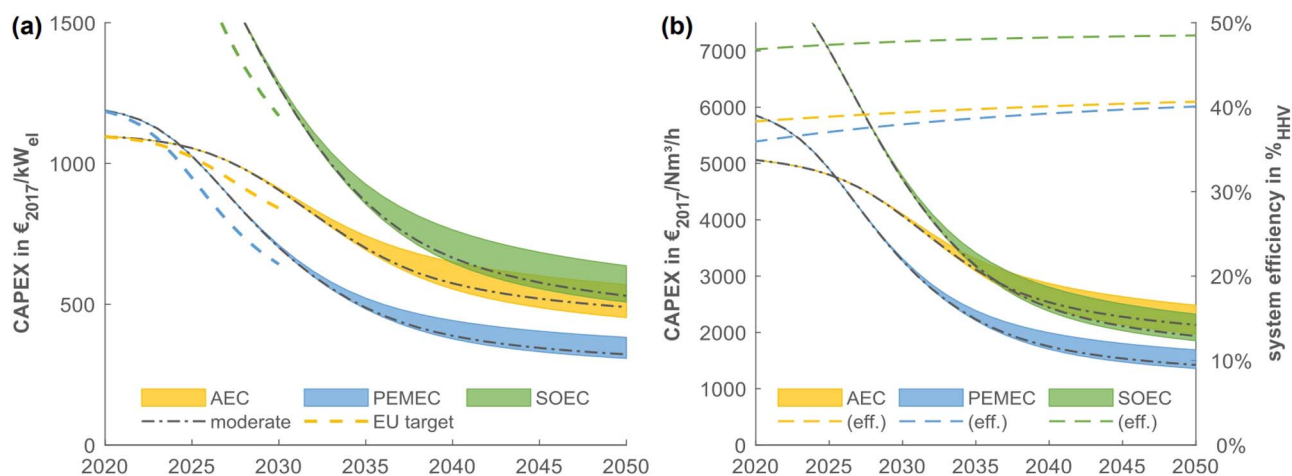 (a)
CAPEX in €2017/kWel
1500
1000
500
0
2020 2025 2030 2035 2040 2045 2050
AEC PEMEC SOEC
moderate EU target
(b)
CAPEX in €2017/Nm³/h
7000
6000
5000
4000
3000
2000
1000
0
2020 2025 2030 2035 2040 2045 2050
AEC PEMEC SOEC
(eff.) (eff.) (eff.)
system efficiency in %HHV
50%
40%
30%
20%
10%
0%